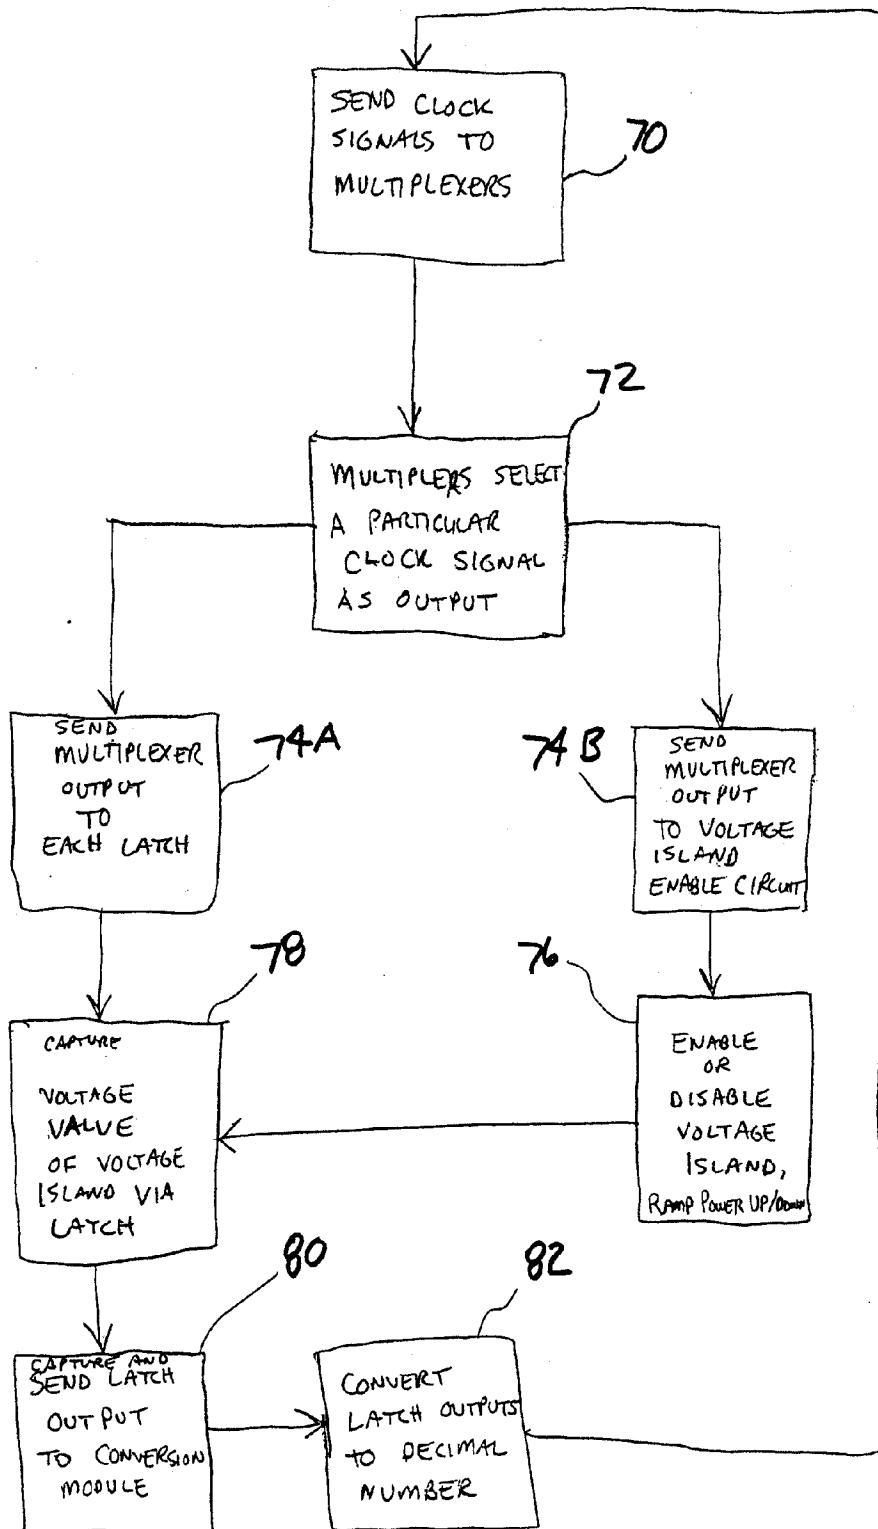 SEND CLOCK
SIGNALS TO
MULTIPLEXERS
70
72
MULTIPLERS SELECT
A PARTICULAR
CLOCK SIGNAL
AS OUTPUT
SEND
MULTIPLEXER
OUTPUT
TO
EACH LATCH
74A
74B
SEND
MULTIPLEXER
OUTPUT
TO VOLTAGE
ISLAND
ENABLE CIRCUIT
78
CAPTURE
VOLTAGE
VALUE
OF VOLTAGE
ISLAND VIA
LATCH
76
ENABLE
OR
DISABLE
VOLTAGE
ISLAND,
RAMP POWER UP/DOWN
80
CAPTURE AND
SEND LATCH
OUTPUT
TO CONVERSION
MODULE
82
CONVERT
LATCH OUTPUTS
TO DECIMAL
NUMBER